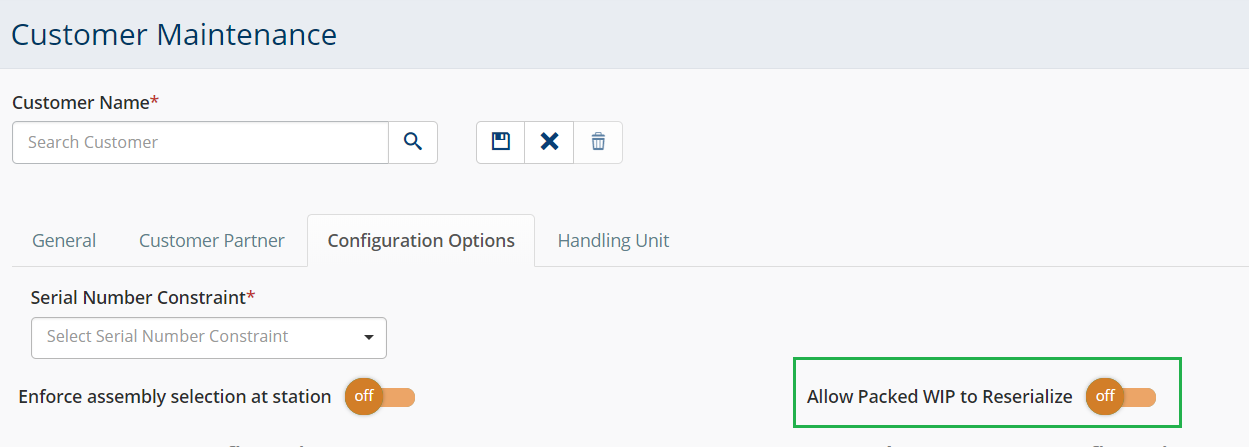 Customer Maintenance
Customer Name*
Search Customer
General
Customer Partner
Configuration Options
Handling Unit
Serial Number Constraint*
Select Serial Number Constraint
Enforce assembly selection at station
off
Allow Packed WIP to Reserialize
off